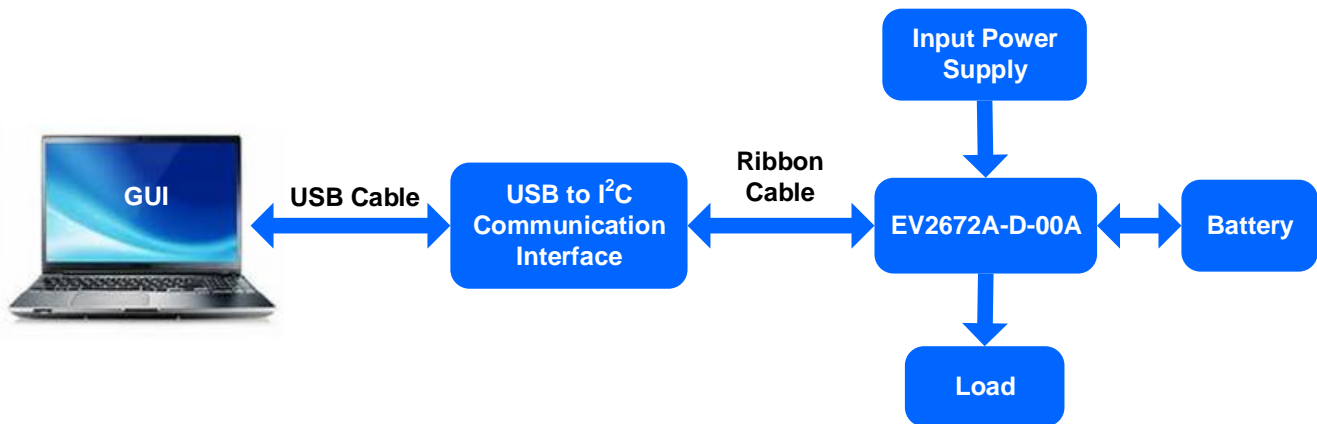 Input Power
Supply
GUI
USB Cable
USB to I²C
Communication
Interface
Ribbon
Cable
EV2672A-D-00A
Battery
Load